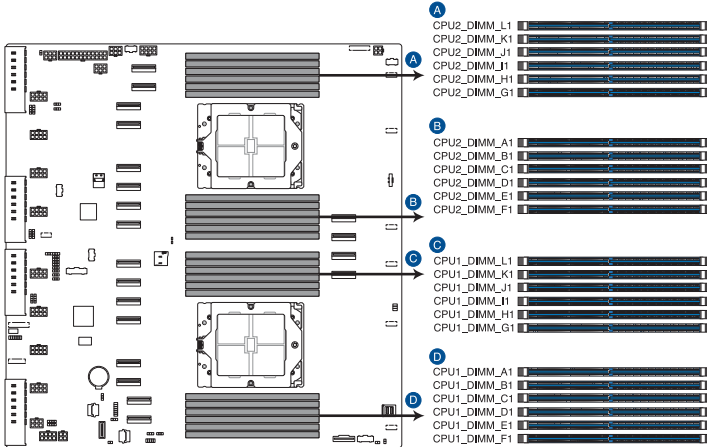 A
CPU2_DIMM_L1
CPU2_DIMM_K1
CPU2_DIMM_J1
CPU2_DIMM_I1
CPU2_DIMM_H1
CPU2_DIMM_G1
A
B
CPU2_DIMM_A1
CPU2_DIMM_B1
CPU2_DIMM_C1
CPU2_DIMM_D1
CPU2_DIMM_E1
CPU2_DIMM_F1
B
C
CPU1_DIMM_L1
CPU1_DIMM_K1
CPU1_DIMM_J1
CPU1_DIMM_I1
CPU1_DIMM_H1
CPU1_DIMM_G1
C
D
CPU1_DIMM_A1
CPU1_DIMM_B1
CPU1_DIMM_C1
CPU1_DIMM_D1
CPU1_DIMM_E1
CPU1_DIMM_F1
D